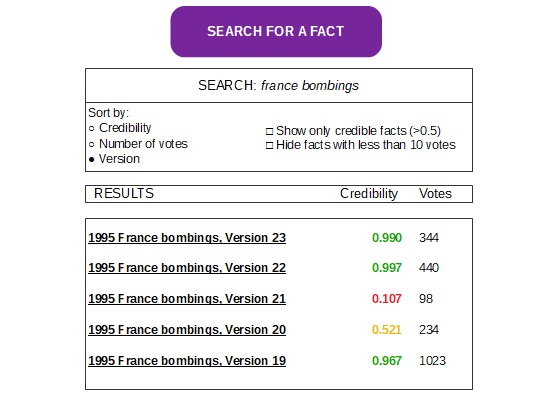 SEARCH FOR A FACT
SEARCH: france bombings
Sort by:
○ Credibility
○ Number of votes
● Version
□ Show only credible facts (>0.5)
□ Hide facts with less than 10 votes
RESULTS Credibility Votes
1995 France bombings, Version 23 0.990 344
1995 France bombings, Version 22 0.997 440
1995 France bombings, Version 21 0.107 98
1995 France bombings, Version 20 0.521 234
1995 France bombings, Version 19 0.967 1023